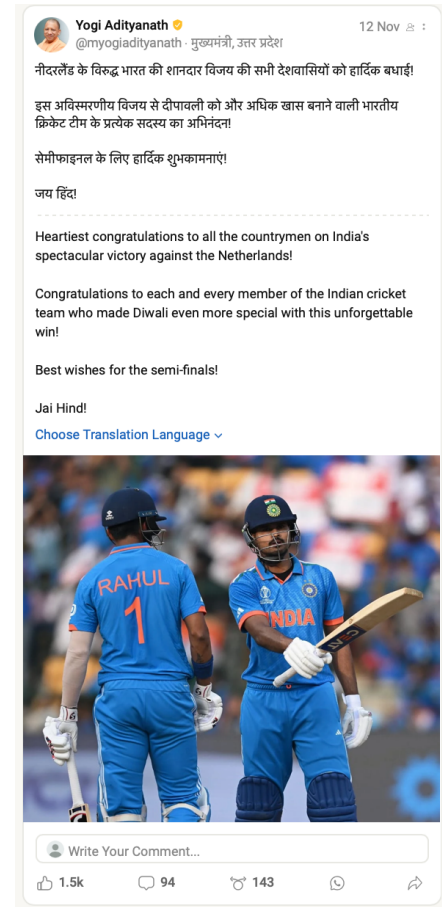 Yogi Adityanath
12 Nov
@myogiadityanath · मुख्यमंत्री, उत्तर प्रदेश
नीदरलैंड के विरुद्ध भारत की शानदार विजय की सभी देशवासियों को हार्दिक बधाई!
इस अविस्मरणीय विजय से दीपावली को और अधिक खास बनाने वाली भारतीय
क्रिकेट टीम के प्रत्येक सदस्य का अभिनंदन!
सेमीफाइनल के लिए हार्दिक शुभकामनाएं!
जय हिंद!
Heartiest congratulations to all the countrymen on India's
spectacular victory against the Netherlands!
Congratulations to each and every member of the Indian cricket
team who made Diwali even more special with this unforgettable
win!
Best wishes for the semi-finals!
Jai Hind!
Choose Translation Language
RAHUL
1
INDIA
Write Your Comment...
1.5k
94
143